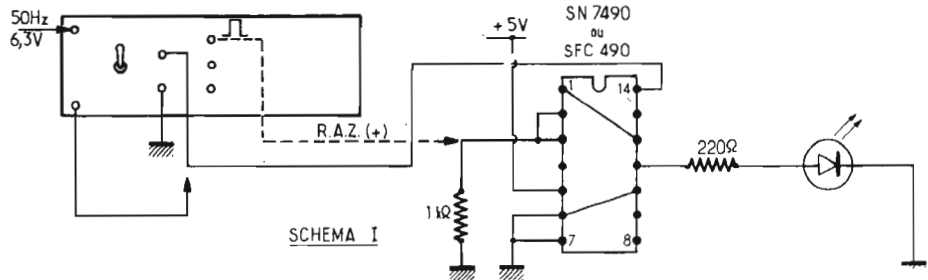 50Hz
6,3V
SN 7490
ou
SFC 490
+5V
1
14
R.A.Z. (+)
220Ω
1kΩ
7
8
SCHEMA I